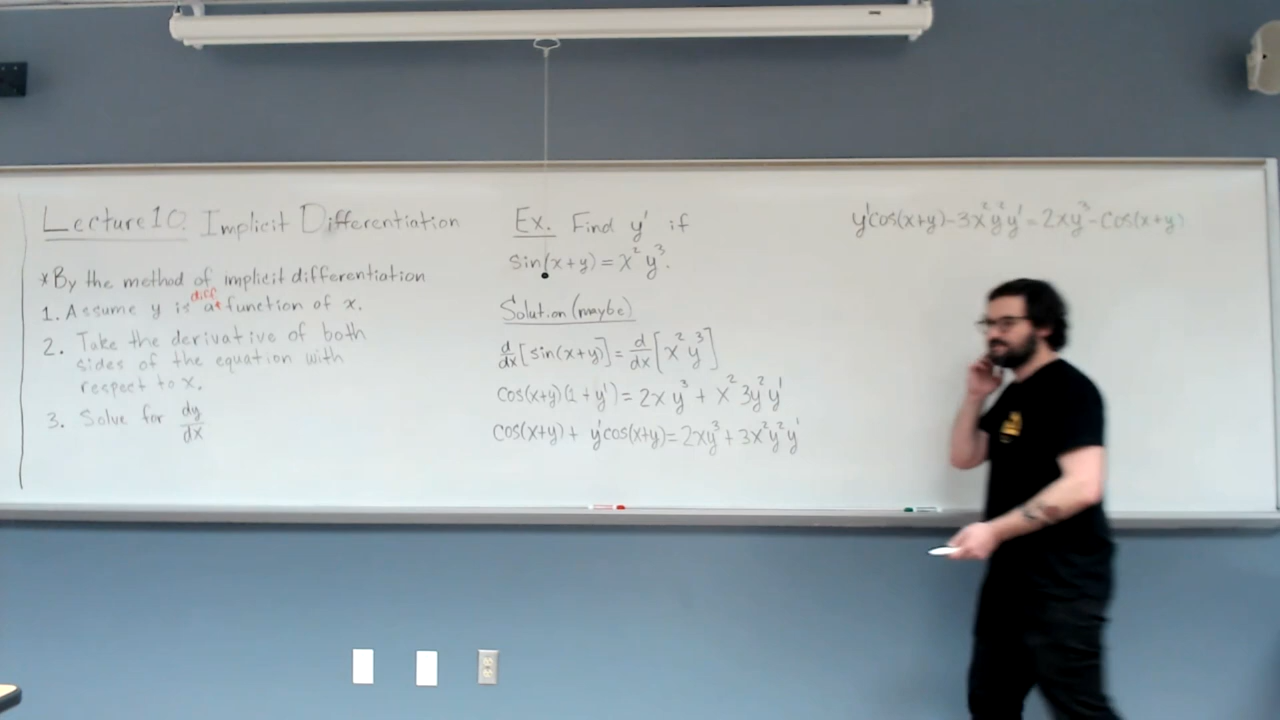 Lecture 10: Implicit Differentiation
*By the method of implicit differentiation
1. Assume y is a diff function of x.
2. Take the derivative of both
sides of the equation with
respect to x.
3. Solve for dy/dx
Ex. Find y' if
sin(x+y) = x²y³.
Solution (maybe)
d/dx[sin(x+y)] = d/dx[x²y³]
cos(x+y)(1+y') = 2xy³ + x²3y²y'
cos(x+y) + y'cos(x+y) = 2xy³ + 3x²y²y'
y'cos(x+y) - 3x²y²y' = 2xy³ - cos(x+y)